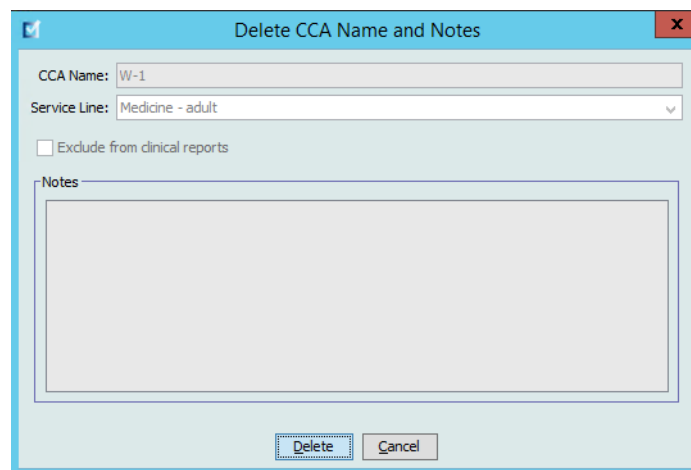 Delete CCA Name and Notes
x
CCA Name: W-1
Service Line: Medicine - adult
Exclude from clinical reports
Notes
Delete Cancel